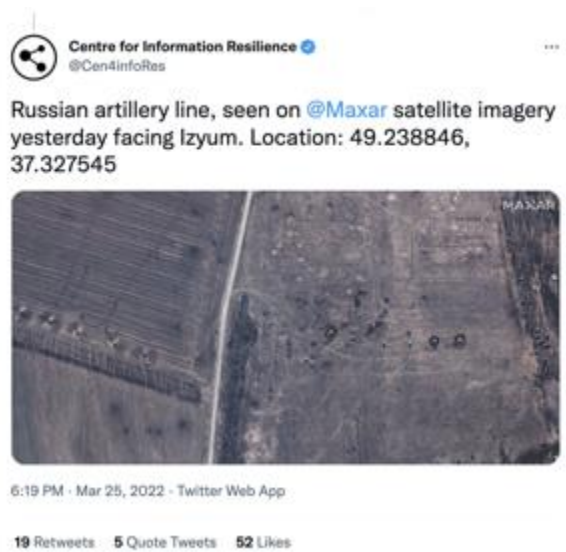 Centre for Information Resilience
@Cen4infoRes
Russian artillery line, seen on @Maxar satellite imagery
yesterday facing Izyum. Location: 49.238846,
37.327545
MAXAR
6:19 PM · Mar 25, 2022 · Twitter Web App
19 Retweets 5 Quote Tweets 52 Likes